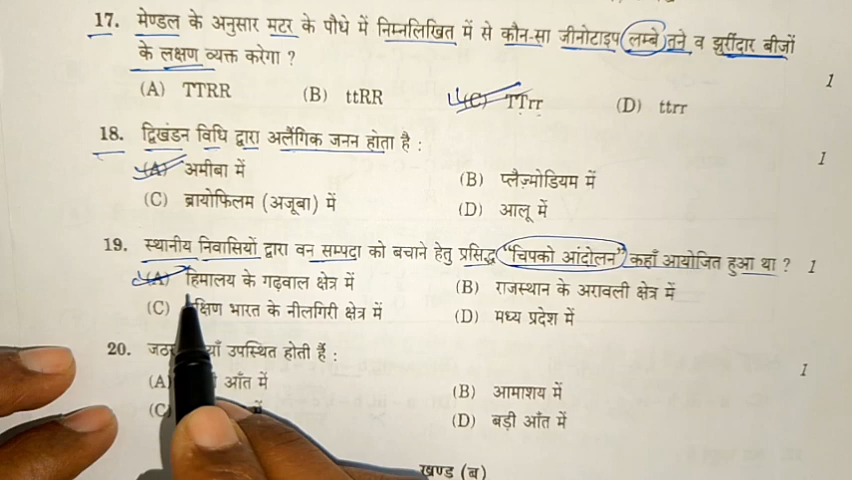 17. मेण्डल के अनुसार मटर के पौधे में निम्नलिखित में से कौन-सा जीनोटाइप लम्बे तने व झुर्रीदार बीजों
के लक्षण व्यक्त करेगा ? 1
(A) TTRR (B) ttRR (C) TTrr (D) ttrr
18. द्विखंडन विधि द्वारा अलैंगिक जनन होता है : 1
(A) अमीबा में (B) प्लैज़्मोडियम में
(C) ब्रायोफिलम (अजूबा) में (D) आलू में
19. स्थानीय निवासियों द्वारा वन सम्पदा को बचाने हेतु प्रसिद्ध "चिपको आंदोलन" कहाँ आयोजित हुआ था ? 1
(A) हिमालय के गढ़वाल क्षेत्र में (B) राजस्थान के अरावली क्षेत्र में
(C) भारत के नीलगिरी क्षेत्र में (D) मध्य प्रदेश में
20. उपस्थित होती हैं : 1
(A) आँत में (B) आमाशय में
(C) में (D) बड़ी आँत में
खण्ड (ब)